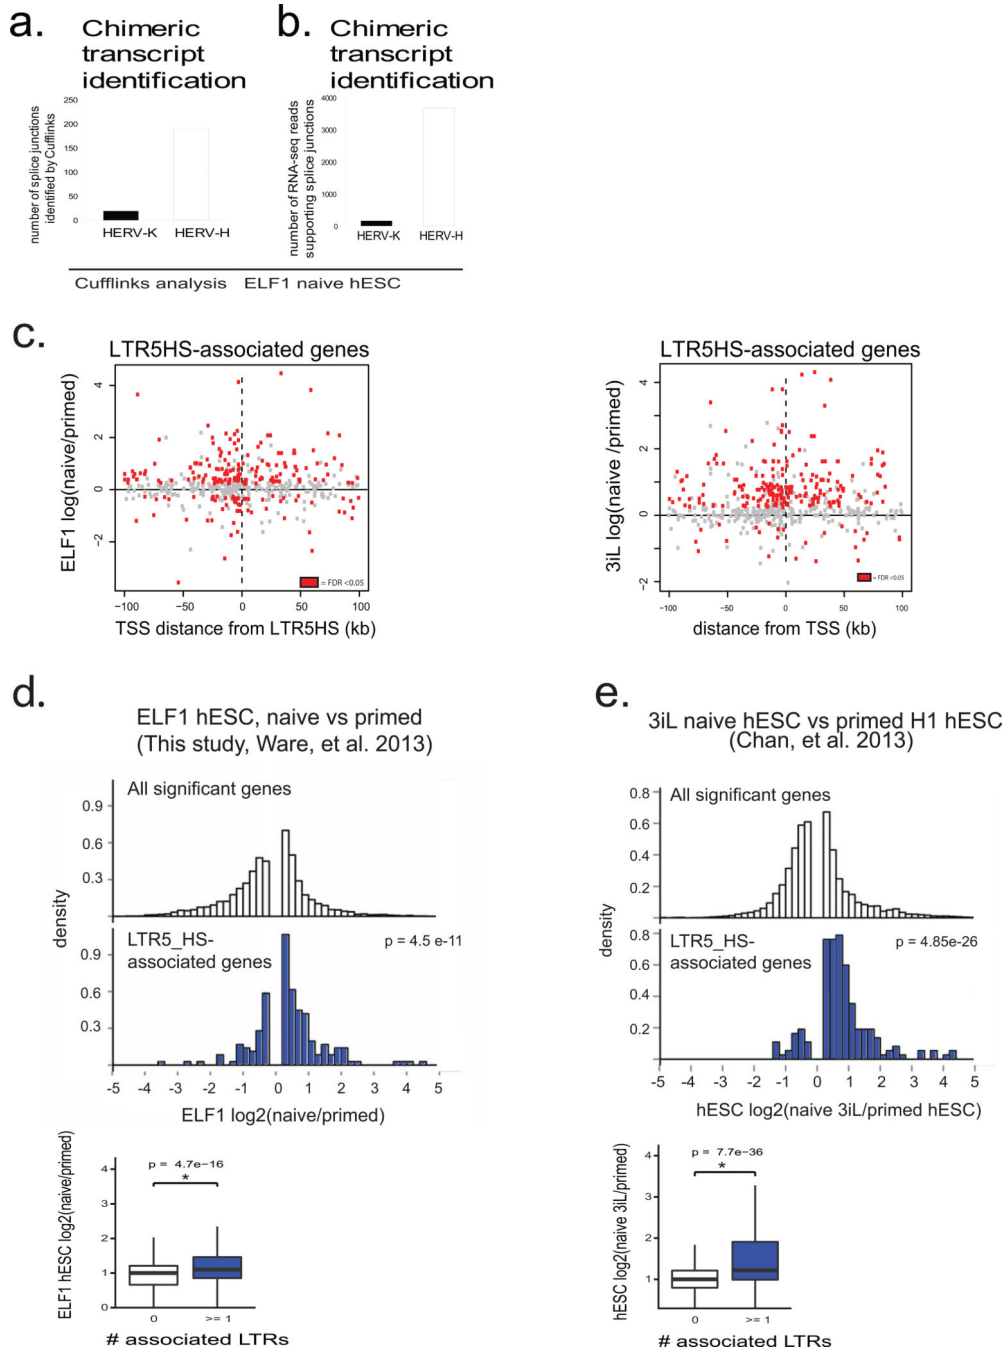 a.
Chimeric
transcript
identification
number of splice junctions
identified by Cufflinks
250
200
150
100
50
0
HERV-K
HERV-H
b.
Chimeric
transcript
identification
number of RNA-seq reads
supporting splice junctions
4000
3000
2000
1000
0
HERV-K
HERV-H
Cufflinks analysis
ELF1 naive hESC
c.
LTR5HS-associated genes
ELF1 log(naive/primed)
4
2
0
−2
= FDR <0.05
−100
−50
0
50
100
TSS distance from LTR5HS (kb)
LTR5HS-associated genes
3iL log(naive /primed)
4
2
1
0
−1
−2
= FDR <0.05
−100
−50
0
50
100
distance from TSS (kb)
d.
ELF1 hESC, naive vs primed
(This study, Ware, et al. 2013)
All significant genes
0.9
0.6
0.3
density
LTR5_HS-
associated genes
p = 4.5 e-11
0.9
0.6
0.3
-5 -4 -3 -2 -1 0 1 2 3 4 5
ELF1 log2(naive/primed)
ELF1 hESC log2(naive/primed)
p = 4.7e−16
*
4
3
2
1
0
0
>= 1
# associated LTRs
e.
3iL naive hESC vs primed H1 hESC
(Chan, et al. 2013)
All significant genes
0.8
0.6
0.4
0.2
density
LTR5_HS-
associated genes
p = 4.85e-26
0.8
0.6
0.4
0.2
-5 -4 -3 -2 -1 0 1 2 3 4 5
hESC log2(naive 3iL/primed hESC)
hESC log2(naive 3iL/primed)
p = 7.7e−36
*
4
3
2
1
0
>= 1
# associated LTRs